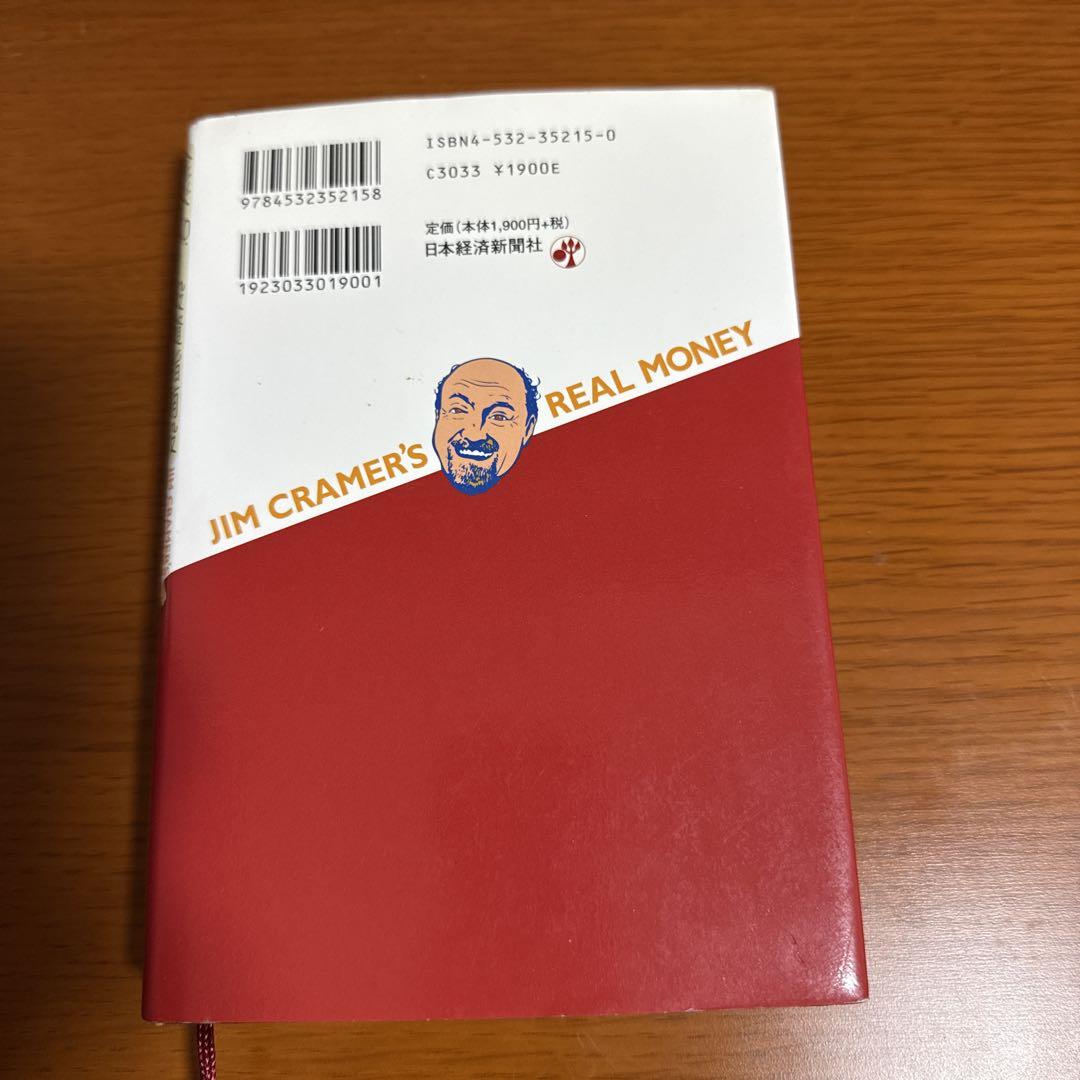 ISBN4-532-35215-0
C3033 ¥1900E
9784532352158
定価(本体1,900円+税)
日本経済新聞社
1923033019001
JIM CRAMER'S REAL MONEY